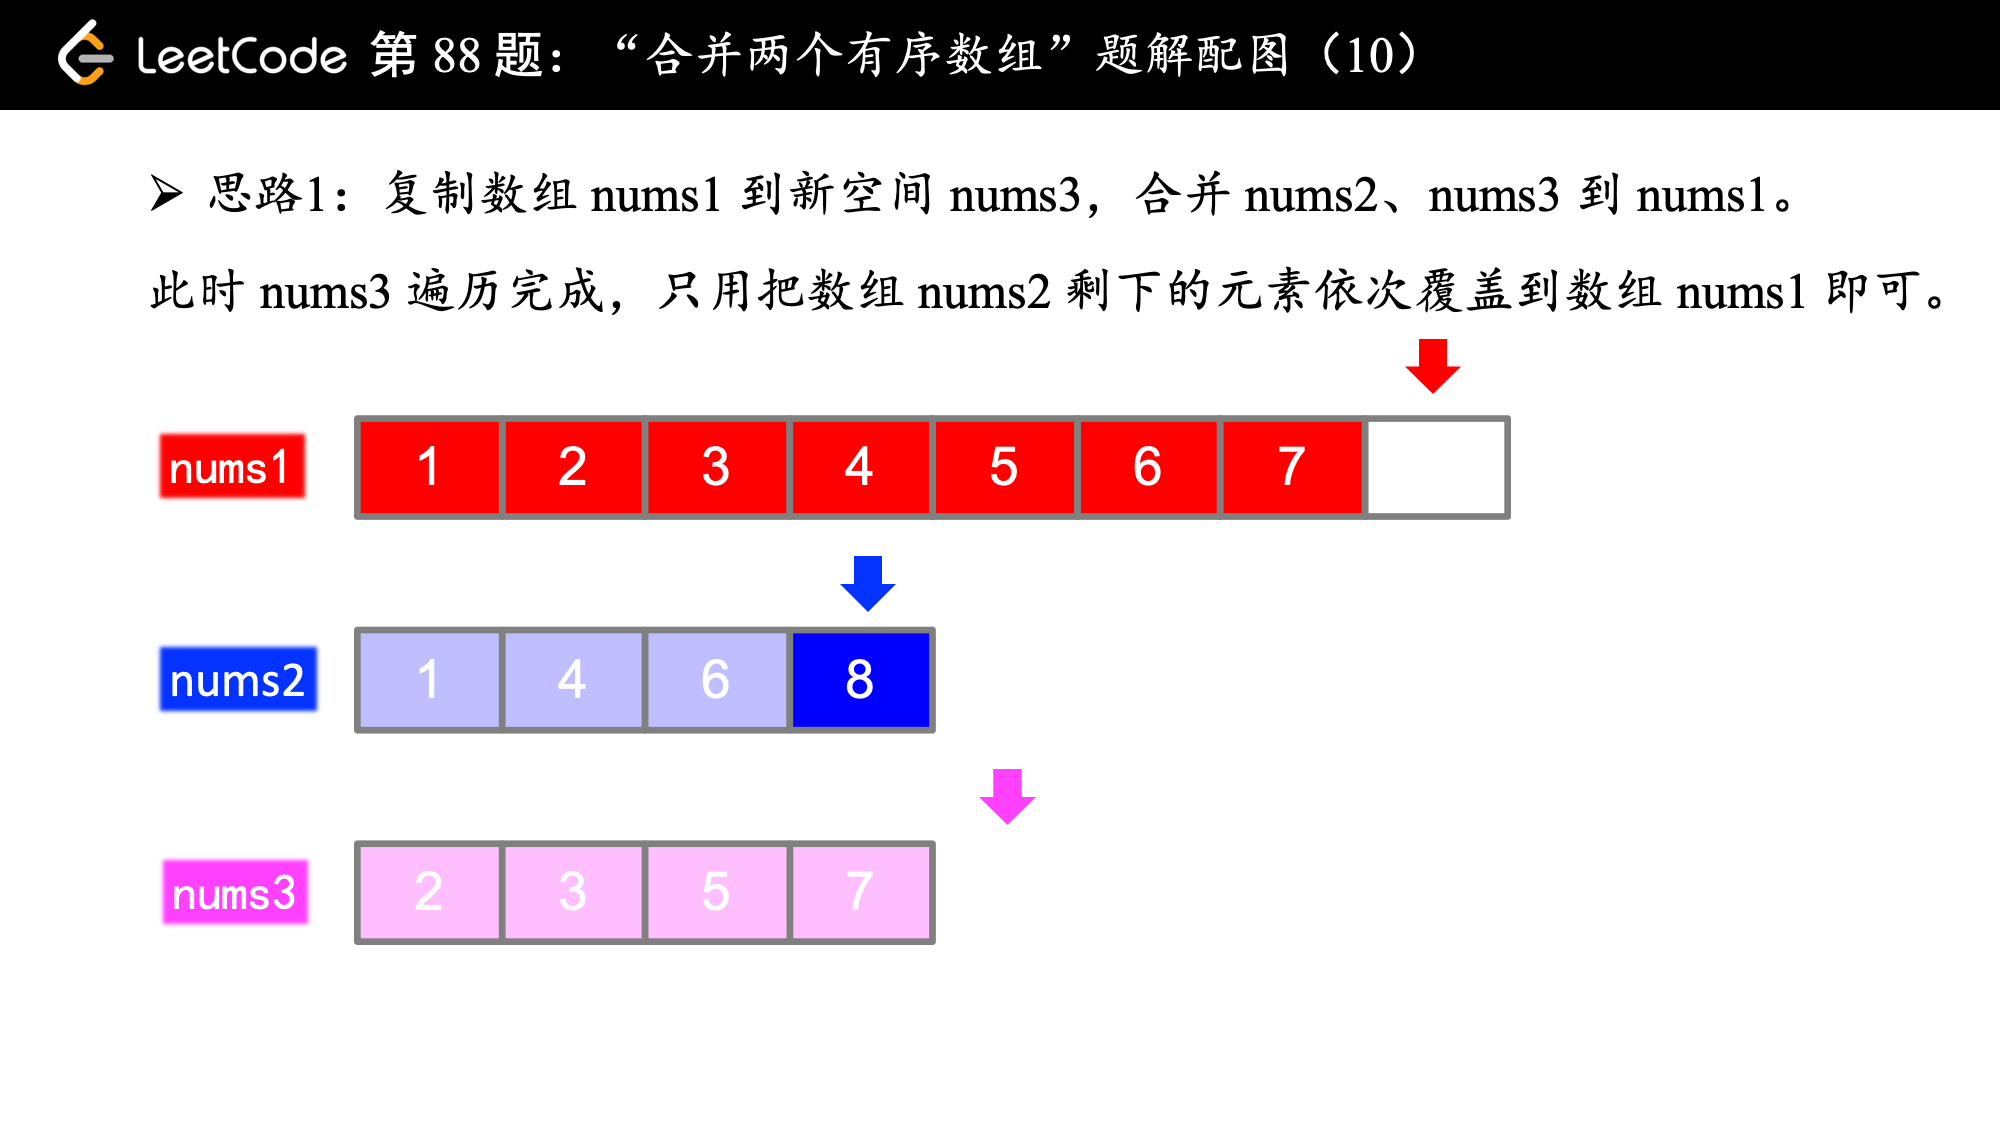 LeetCode 第 88 题：“合并两个有序数组”题解配图（10）
➢ 思路1：复制数组 nums1 到新空间 nums3，合并 nums2、nums3 到 nums1。
此时 nums3 遍历完成，只用把数组 nums2 剩下的元素依次覆盖到数组 nums1 即可。
nums1 1 2 3 4 5 6 7
nums2 1 4 6 8
nums3 2 3 5 7